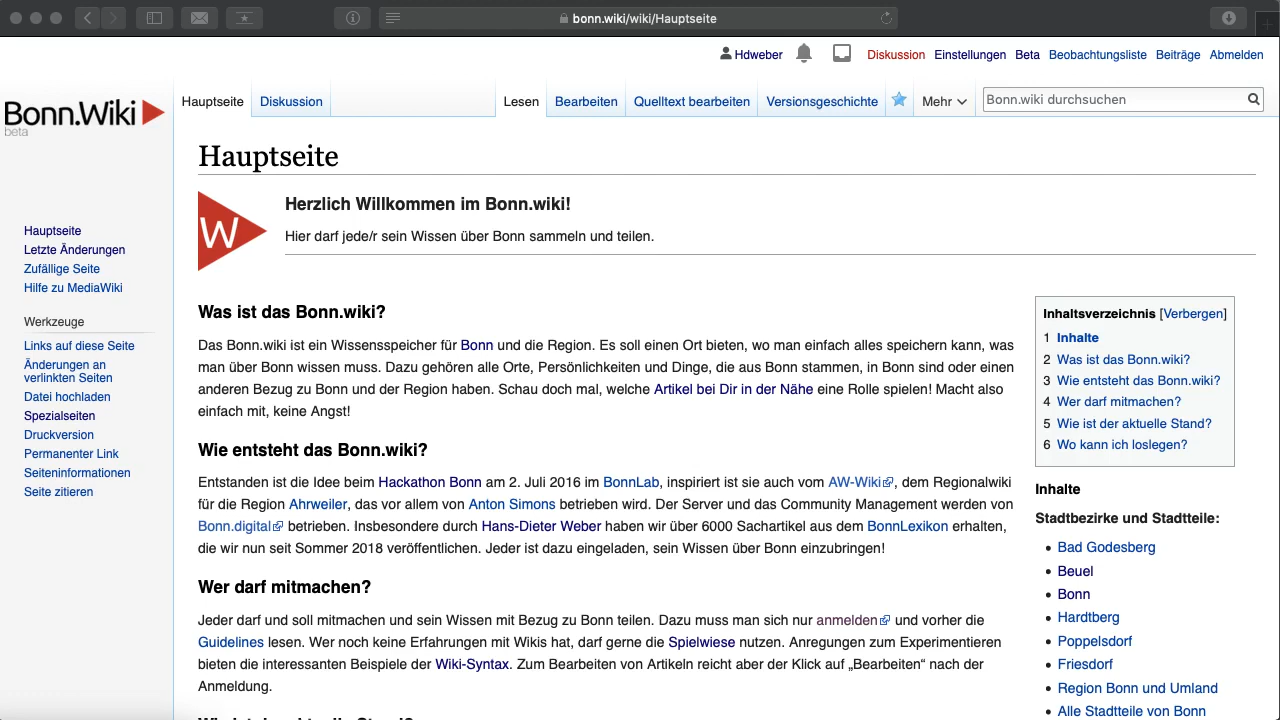 bonn.wiki/wiki/Hauptseite
Hdweber Diskussion Einstellungen Beta Beobachtungsliste Beiträge Abmelden
Bonn.Wiki
beta
Hauptseite Diskussion Lesen Bearbeiten Quelltext bearbeiten Versionsgeschichte Mehr Bonn.wiki durchsuchen
Hauptseite
Letzte Änderungen
Zufällige Seite
Hilfe zu MediaWiki
Werkzeuge
Links auf diese Seite
Änderungen an
verlinkten Seiten
Datei hochladen
Spezialseiten
Druckversion
Permanenter Link
Seiteninformationen
Seite zitieren
Hauptseite
W
Herzlich Willkommen im Bonn.wiki!
Hier darf jede/r sein Wissen über Bonn sammeln und teilen.
Was ist das Bonn.wiki?
Das Bonn.wiki ist ein Wissensspeicher für Bonn und die Region. Es soll einen Ort bieten, wo man einfach alles speichern kann, was
man über Bonn wissen muss. Dazu gehören alle Orte, Persönlichkeiten und Dinge, die aus Bonn stammen, in Bonn sind oder einen
anderen Bezug zu Bonn und der Region haben. Schau doch mal, welche Artikel bei Dir in der Nähe eine Rolle spielen! Macht also
einfach mit, keine Angst!
Wie entsteht das Bonn.wiki?
Entstanden ist die Idee beim Hackathon Bonn am 2. Juli 2016 im BonnLab, inspiriert ist sie auch vom AW-Wiki, dem Regionalwiki
für die Region Ahrweiler, das vor allem von Anton Simons betrieben wird. Der Server und das Community Management werden von
Bonn.digital betrieben. Insbesondere durch Hans-Dieter Weber haben wir über 6000 Sachartikel aus dem BonnLexikon erhalten,
die wir nun seit Sommer 2018 veröffentlichen. Jeder ist dazu eingeladen, sein Wissen über Bonn einzubringen!
Wer darf mitmachen?
Jeder darf und soll mitmachen und sein Wissen mit Bezug zu Bonn teilen. Dazu muss man sich nur anmelden und vorher die
Guidelines lesen. Wer noch keine Erfahrungen mit Wikis hat, darf gerne die Spielwiese nutzen. Anregungen zum Experimentieren
bieten die interessanten Beispiele der Wiki-Syntax. Zum Bearbeiten von Artikeln reicht aber der Klick auf „Bearbeiten“ nach der
Anmeldung.
Inhaltsverzeichnis [Verbergen]
1 Inhalte
2 Was ist das Bonn.wiki?
3 Wie entsteht das Bonn.wiki?
4 Wer darf mitmachen?
5 Wie ist der aktuelle Stand?
6 Wo kann ich loslegen?
Inhalte
Stadtbezirke und Stadtteile:
• Bad Godesberg
• Beuel
• Bonn
• Hardtberg
• Poppelsdorf
• Friesdorf
• Region Bonn und Umland
• Alle Stadtteile von Bonn